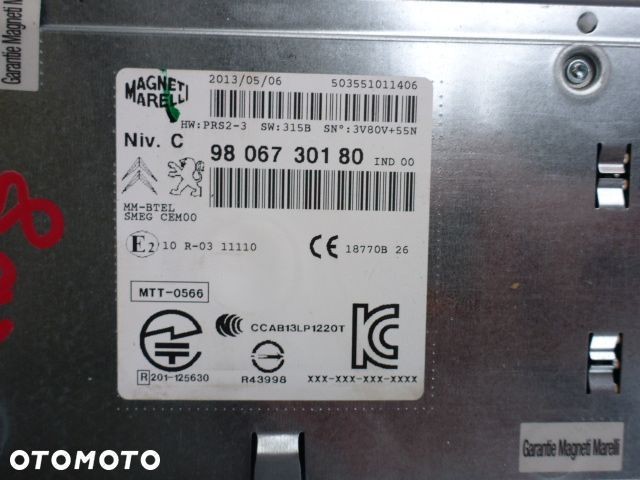 Garantie Magneti M
MAGNETI
MARELLI
2013/05/06 503551011406
HW:PRS2-3 SW:315B SN°:3V80V+55N
Niv. C 98 067 301 80 IND 00
MM-BTEL
SMEG CEM00
E2 10 R-03 11110 CE 18770B 26
MTT-0566
CCAB13LP1220T
R 201-125630 R43998 xxx-xxx-xxx-xxxx
Garantie Magneti Marelli
OTOMOTO